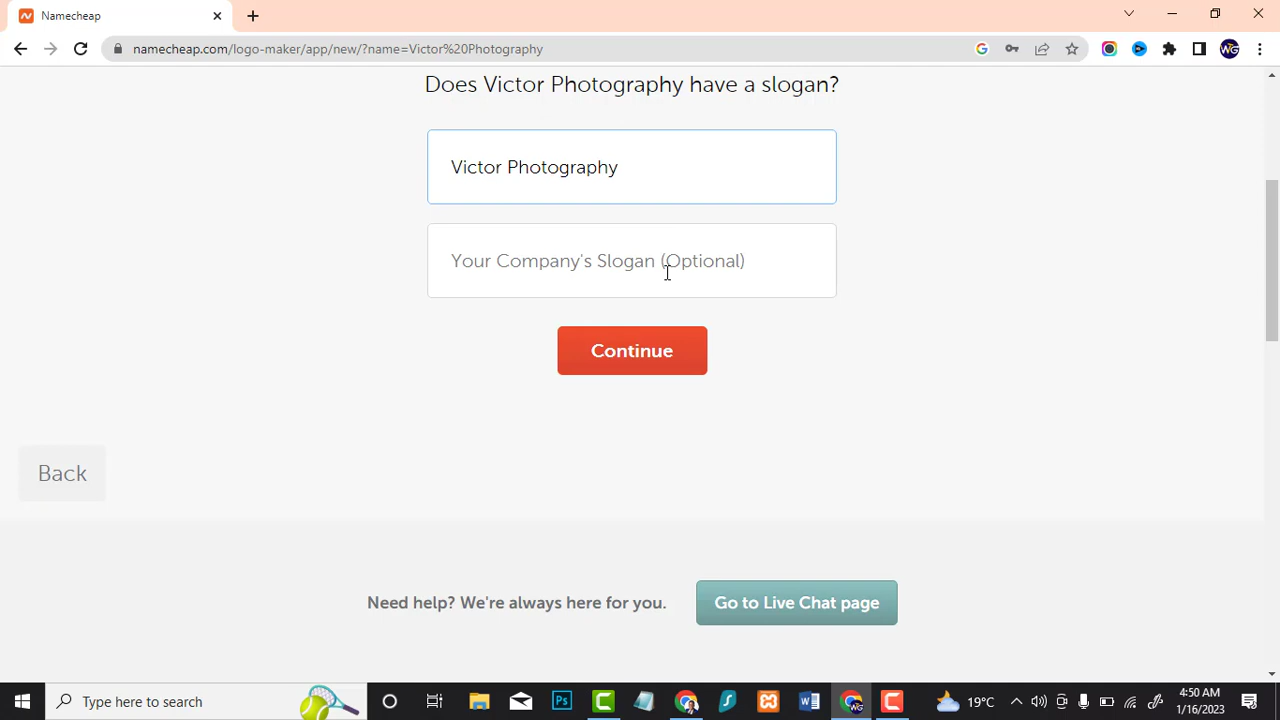 Namecheap
namecheap.com/logo-maker/app/new/?name=Victor%20Photography
Does Victor Photography have a slogan?
Victor Photography
Your Company's Slogan (Optional)
Continue
Back
Need help? We're always here for you.
Go to Live Chat page
Type here to search
19°C
4:50 AM
1/16/2023